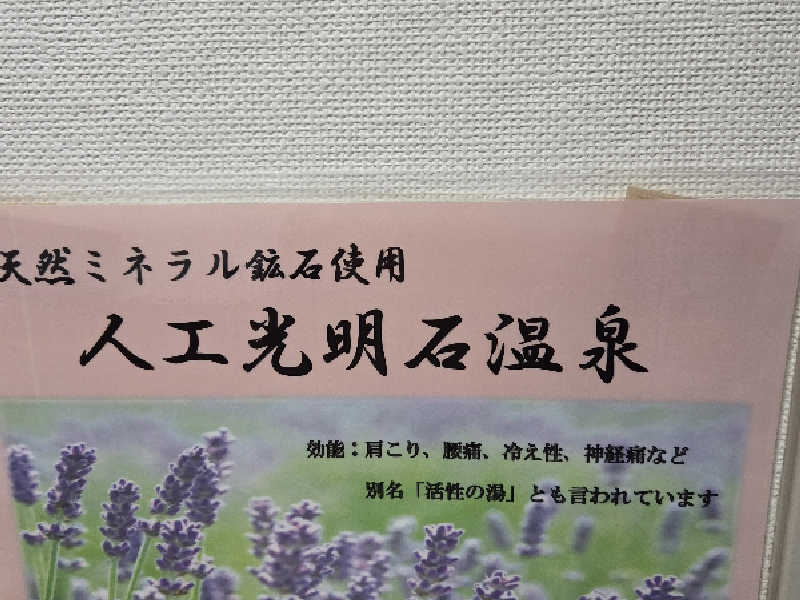 天然ミネラル鉱石使用
人工光明石温泉
効能：肩こり、腰痛、冷え性、神経痛など
別名「活性の湯」とも言われています